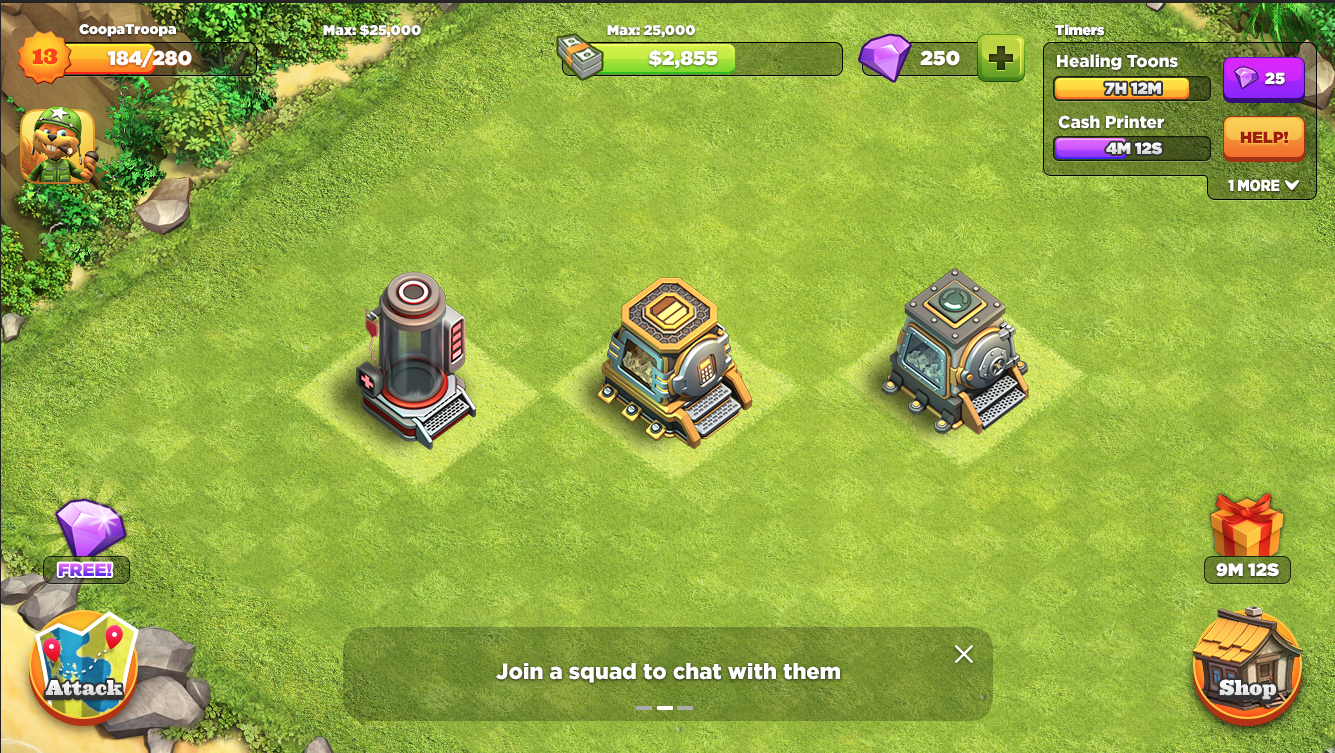 CoopaTroopa
13
184/280
Max: $25,000
Max: 25,000
$2,855
250
Timers
Healing Toons
7H 12M
25
Cash Printer
4M 12S
HELP!
1 MORE
FREE!
9M 12S
Attack
Join a squad to chat with them
Shop